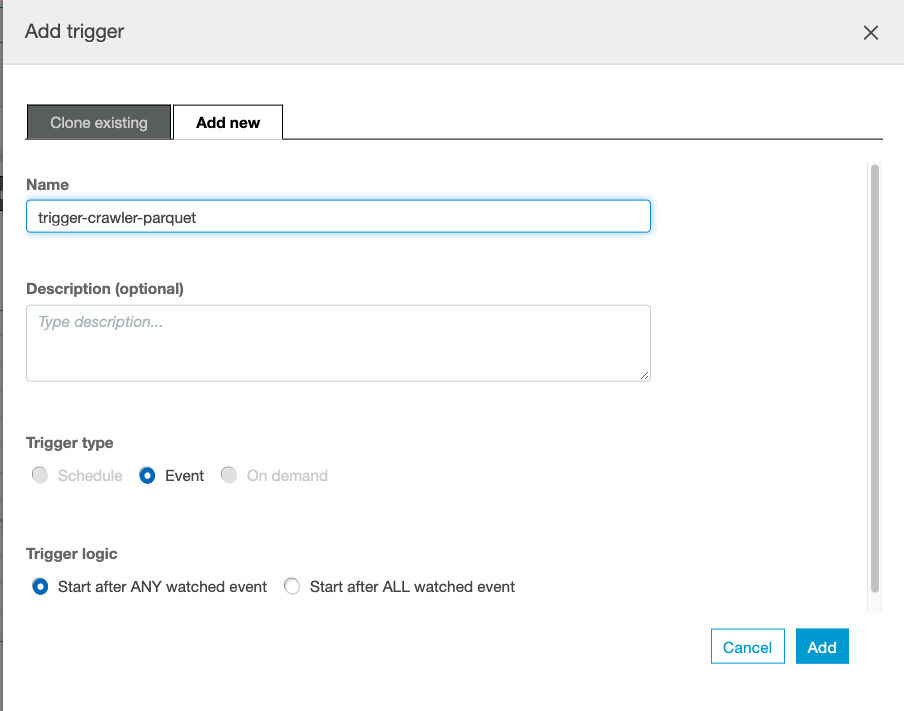 Add trigger
Clone existing
Add new
Name
trigger-crawler-parquet
Description (optional)
Type description...
Trigger type
Schedule Event On demand
Trigger logic
Start after ANY watched event Start after ALL watched event
Cancel Add